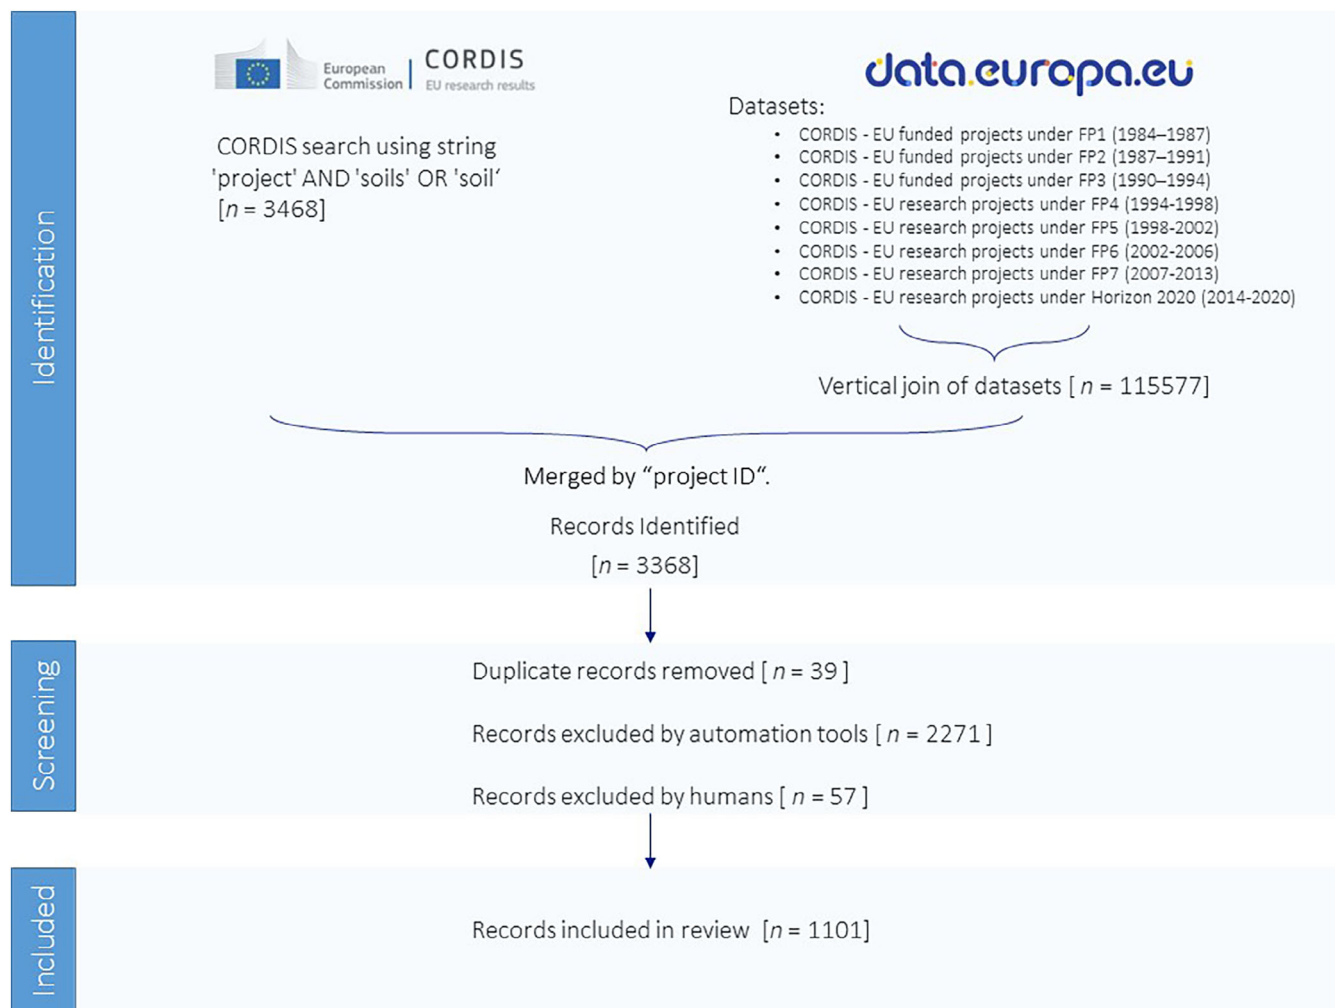 Identification
European
Commission
CORDIS
EU research results
CORDIS search using string
'project' AND 'soils' OR 'soil‘
[n = 3468]
data.europa.eu
Datasets:
• CORDIS - EU funded projects under FP1 (1984–1987)
• CORDIS - EU funded projects under FP2 (1987–1991)
• CORDIS - EU funded projects under FP3 (1990–1994)
• CORDIS - EU research projects under FP4 (1994-1998)
• CORDIS - EU research projects under FP5 (1998-2002)
• CORDIS - EU research projects under FP6 (2002-2006)
• CORDIS - EU research projects under FP7 (2007-2013)
• CORDIS - EU research projects under Horizon 2020 (2014-2020)
Vertical join of datasets [ n = 115577]
Merged by “project ID“.
Records Identified
[n = 3368]
Screening
Duplicate records removed [ n = 39 ]
Records excluded by automation tools [ n = 2271 ]
Records excluded by humans [ n = 57 ]
Included
Records included in review [n = 1101]